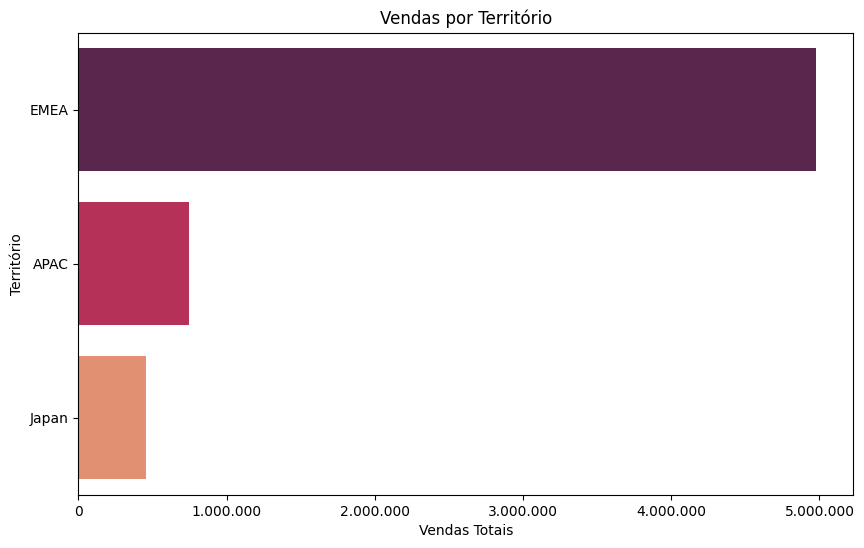 Vendas por Território
Território
EMEA
APAC
Japan
0
1.000.000
2.000.000
3.000.000
4.000.000
5.000.000
Vendas Totais